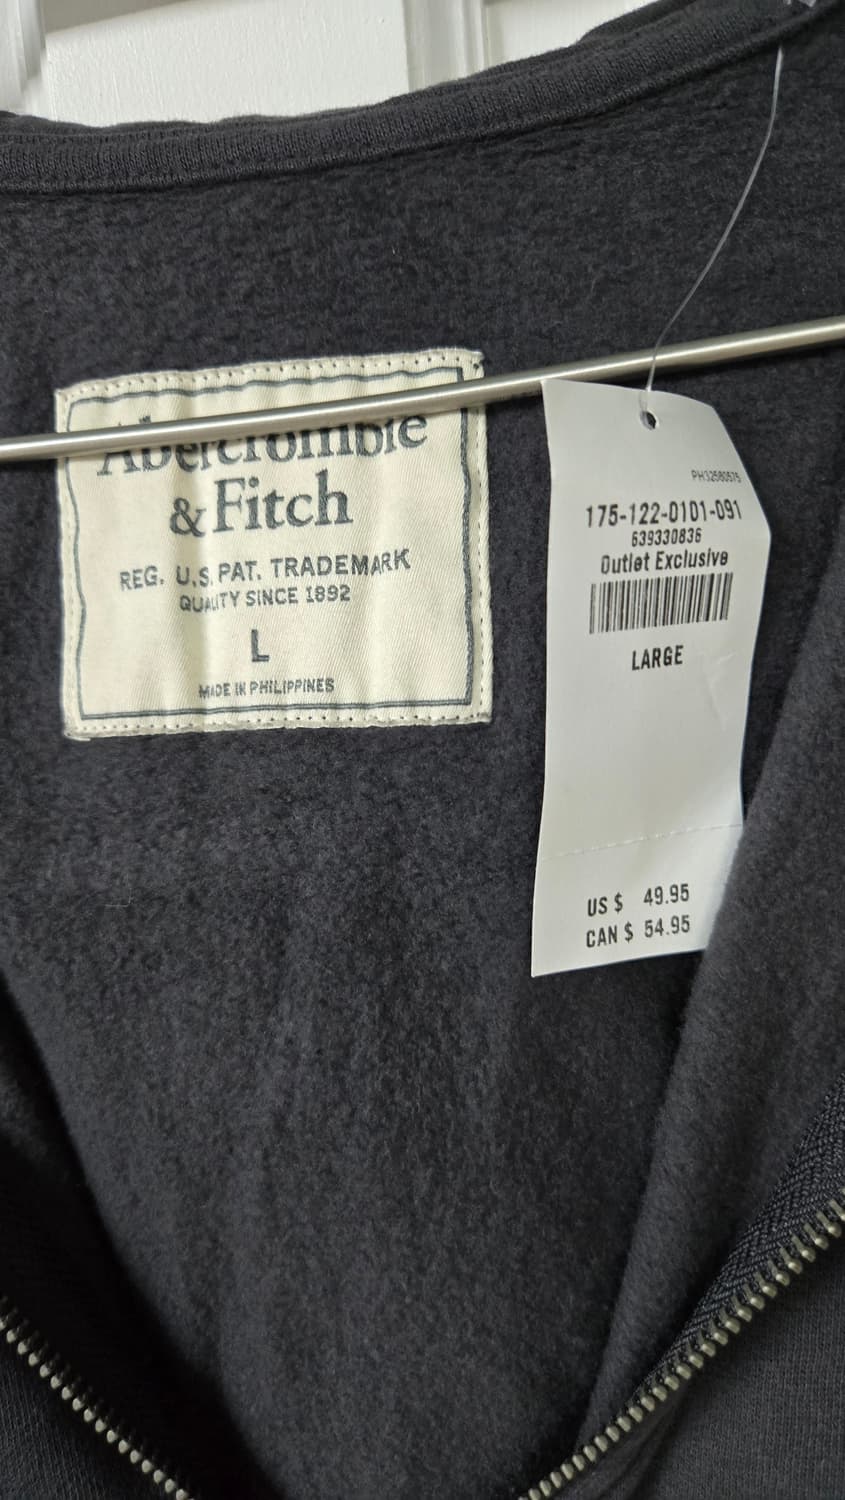 Abercrombie
& Fitch
REG. U.S. PAT. TRADEMARK
QUALITY SINCE 1892
L
MADE IN PHILIPPINES
PH32580575
175-122-0101-091
639330836
Outlet Exclusive
LARGE
US $ 49.95
CAN $ 54.95